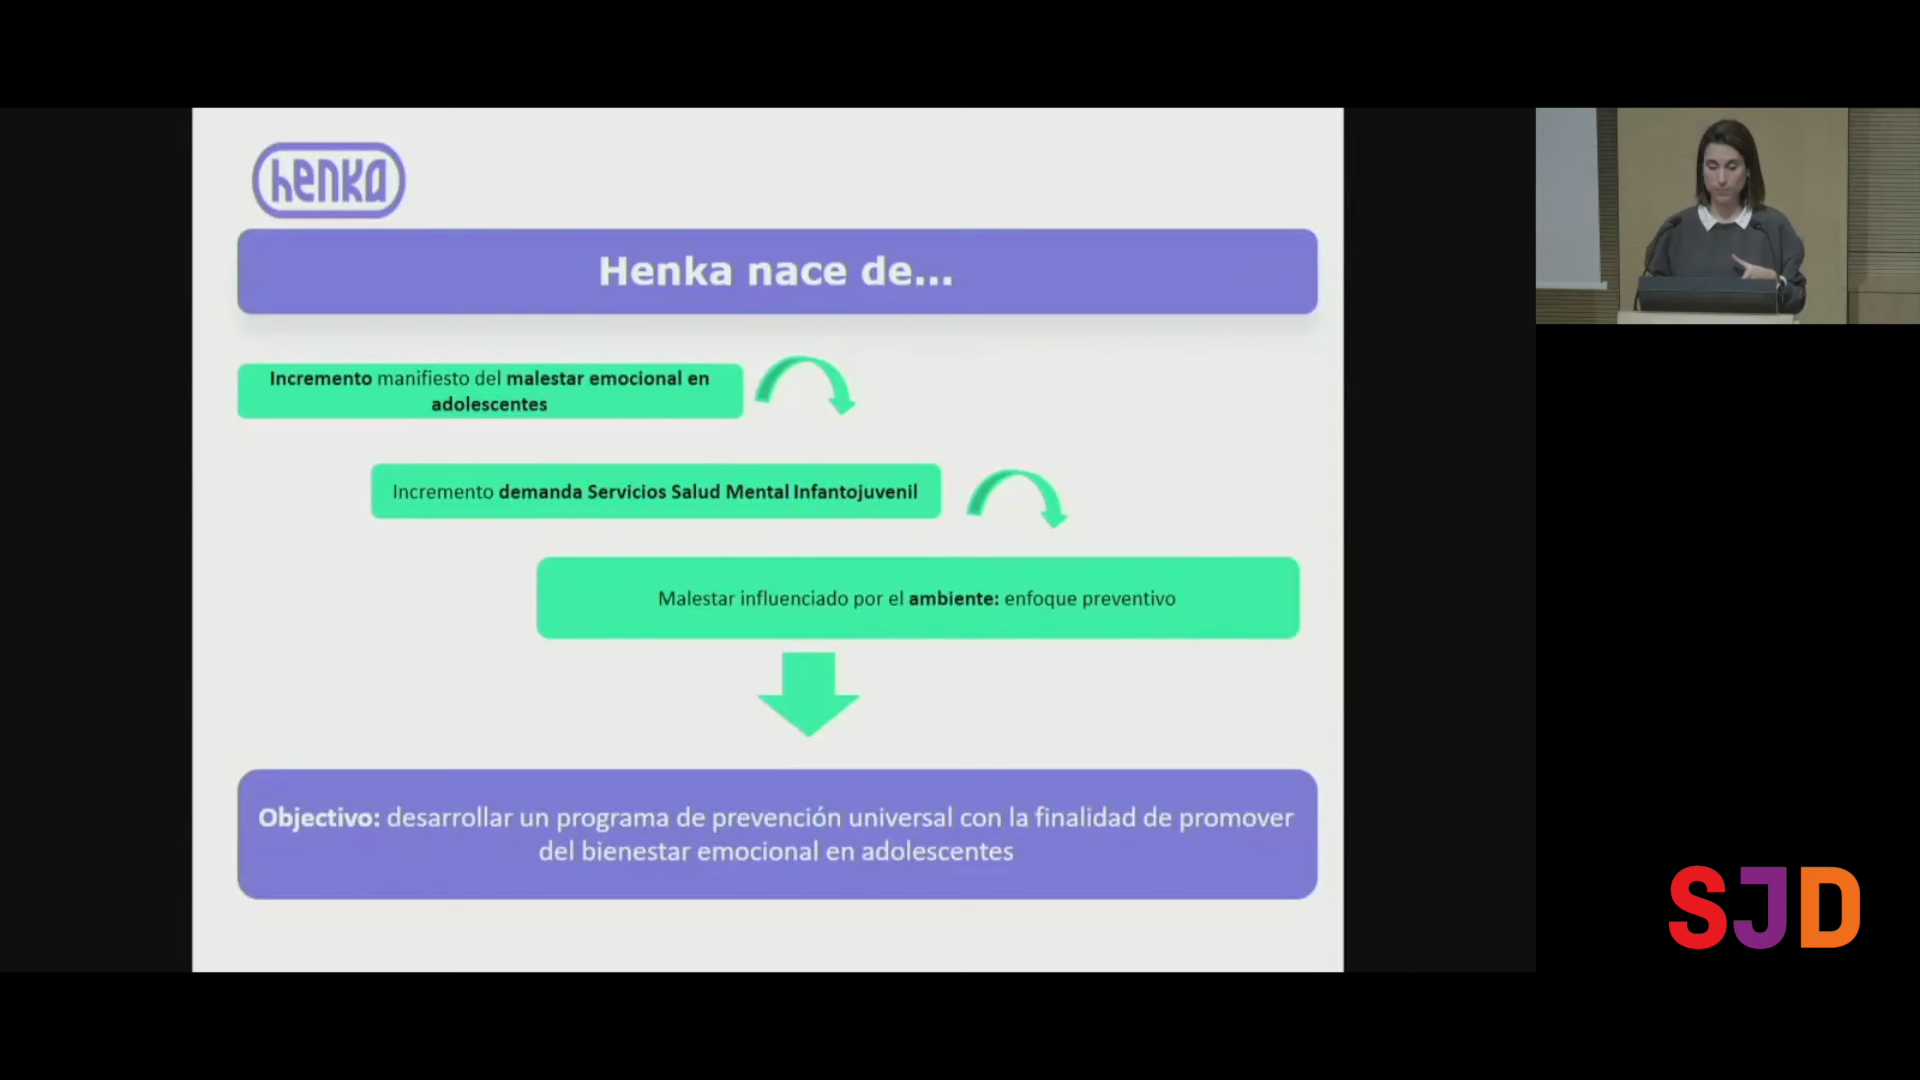 henka
Henka nace de...
Incremento manifiesto del malestar emocional en
adolescentes
Incremento demanda Servicios Salud Mental Infantojuvenil
Malestar influenciado por el ambiente: enfoque preventivo
Objectivo: desarrollar un programa de prevención universal con la finalidad de promover
del bienestar emocional en adolescentes
SJD